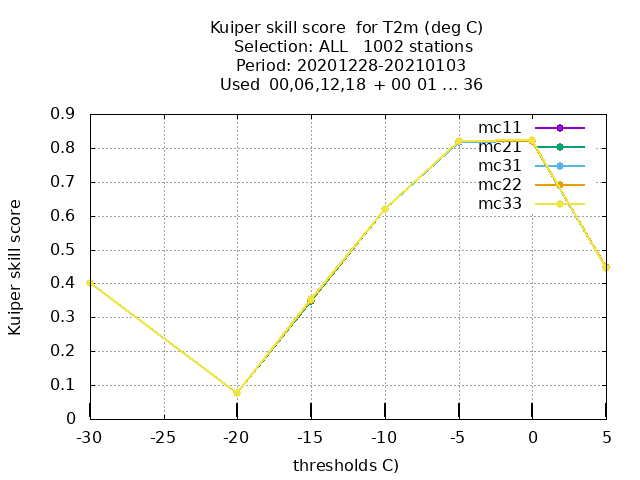 Kuiper skill score for T2m (deg C)
Selection: ALL 1002 stations
Period: 20201228-20210103
Used 00,06,12,18 + 00 01 ... 36
Kuiper skill score
0.9
0.8
0.7
0.6
0.5
0.4
0.3
0.2
0.1
0
mc11
mc21
mc31
mc22
mc33
-30 -25 -20 -15 -10 -5 0 5
thresholds C)